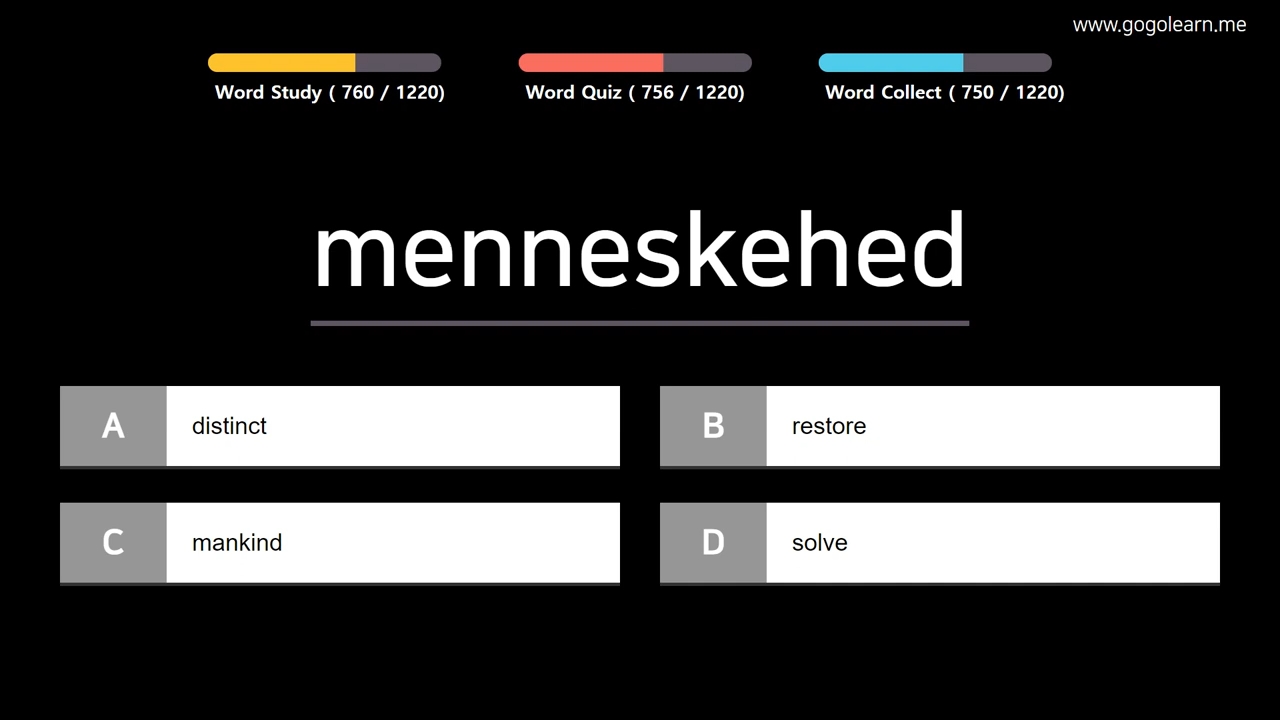 www.gogolearn.me
Word Study ( 760 / 1220)
Word Quiz ( 756 / 1220)
Word Collect ( 750 / 1220)
menneskehed
A
distinct
B
restore
C
mankind
D
solve